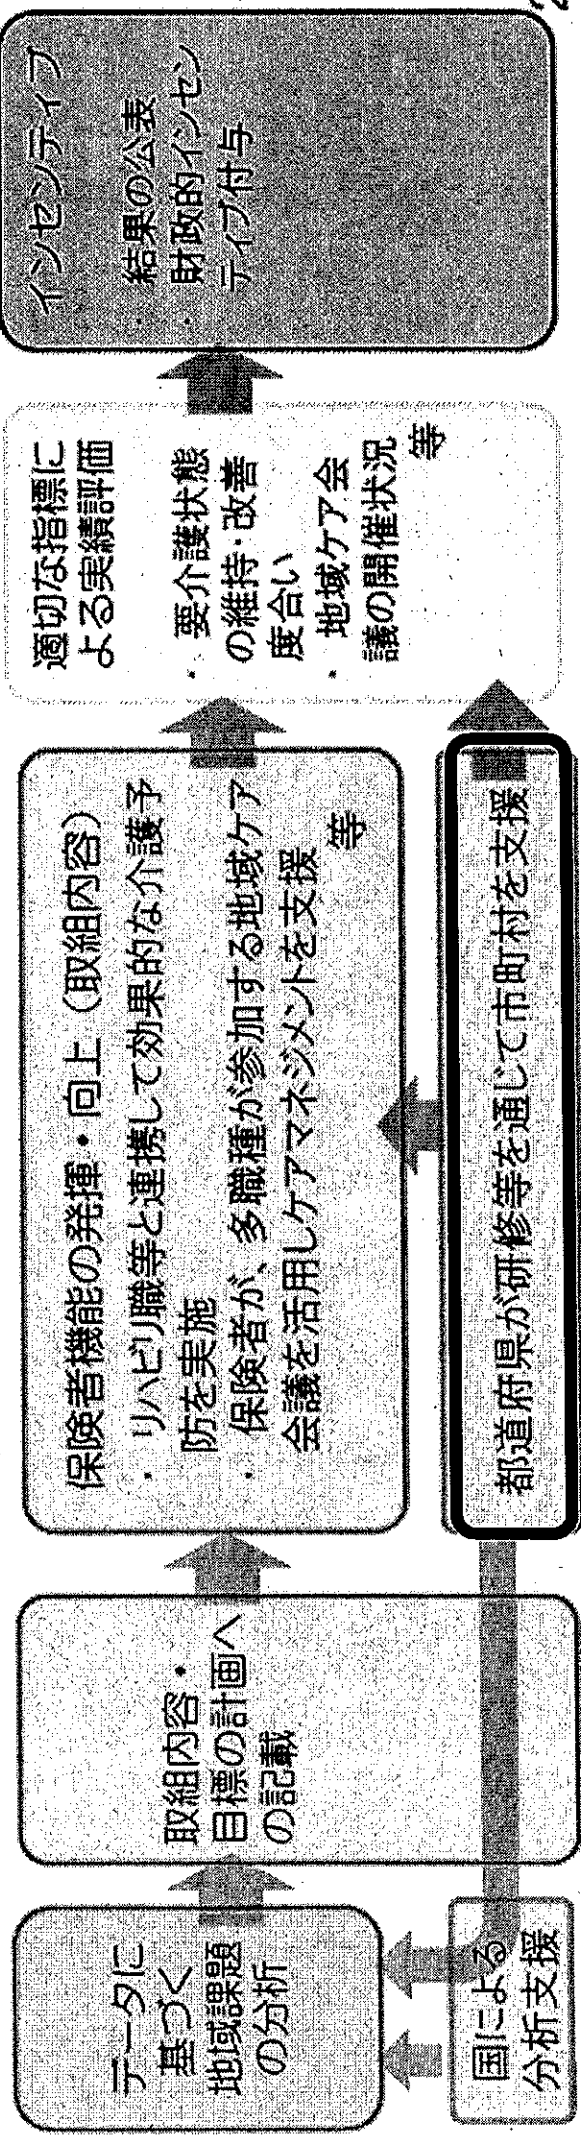 データに
基づく
地域課題
の分析
国による
分析支援
取組内容・
目標の計画へ
の記載
保険者機能の発揮・向上（取組内容）
・ リハビリ職等と連携して効果的な介護予
防を実施
・ 保険者が、多職種が参加する地域ケア
会議を活用しケアマネジメントを支援
等
都道府県が研修等を通じて市町村を支援
適切な指標に
よる実績評価
・ 要介護状態
の維持・改善
度合い
・ 地域ケア会
議の開催状況
等
インセンティブ
・ 結果の公表
・ 財政的インセン
ティブ付与